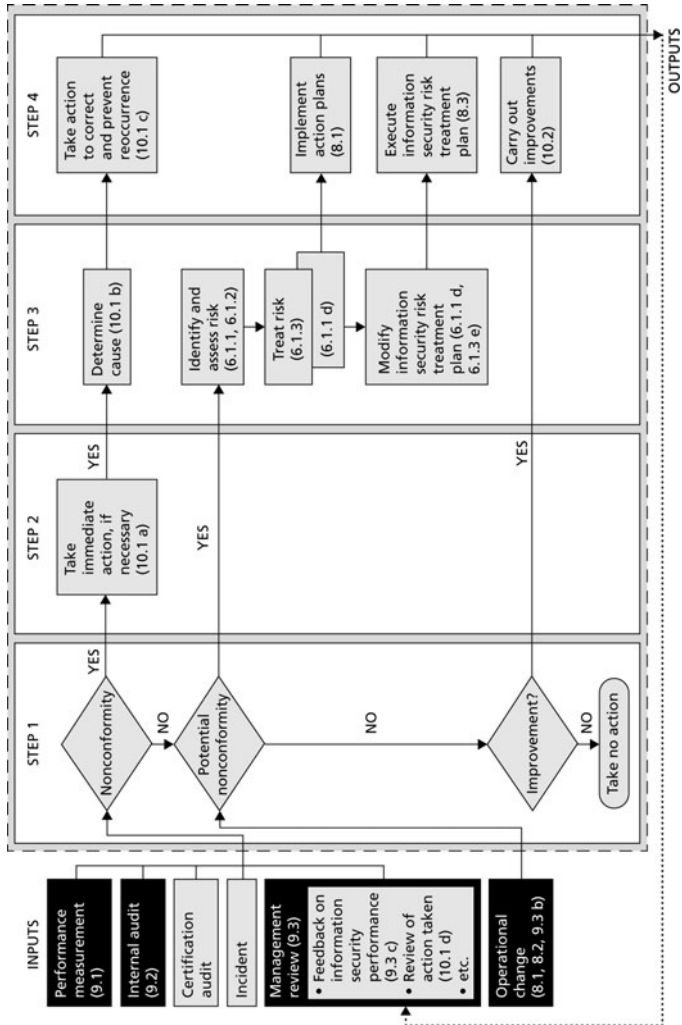 INPUTS
Performance
measurement
(9.1)
Internal audit
(9.2)
Certification
audit
Incident
Management
review (9.3)
• Feedback on
information
security
performance
(9.3 c)
• Review of
action taken
(10.1 d)
• etc.
Operational
change
(8.1, 8.2, 9.3 b)
STEP 1
Nonconformity
YES
NO
Potential
nonconformity
YES
NO
Improvement?
YES
NO
Take no action
STEP 2
Take
immediate
action, if
necessary
(10.1 a)
YES
STEP 3
Determine
cause (10.1 b)
Identify and
assess risk
(6.1.1, 6.1.2)
Treat risk
(6.1.3)
(6.1.1 d)
Modify
information
security risk
treatment
plan (6.1.1 d,
6.1.3 e)
STEP 4
Take action
to correct
and prevent
reoccurrence
(10.1 c)
Implement
action plans
(8.1)
Execute
information
security risk
treatment
plan (8.3)
Carry out
improvements
(10.2)
OUTPUTS